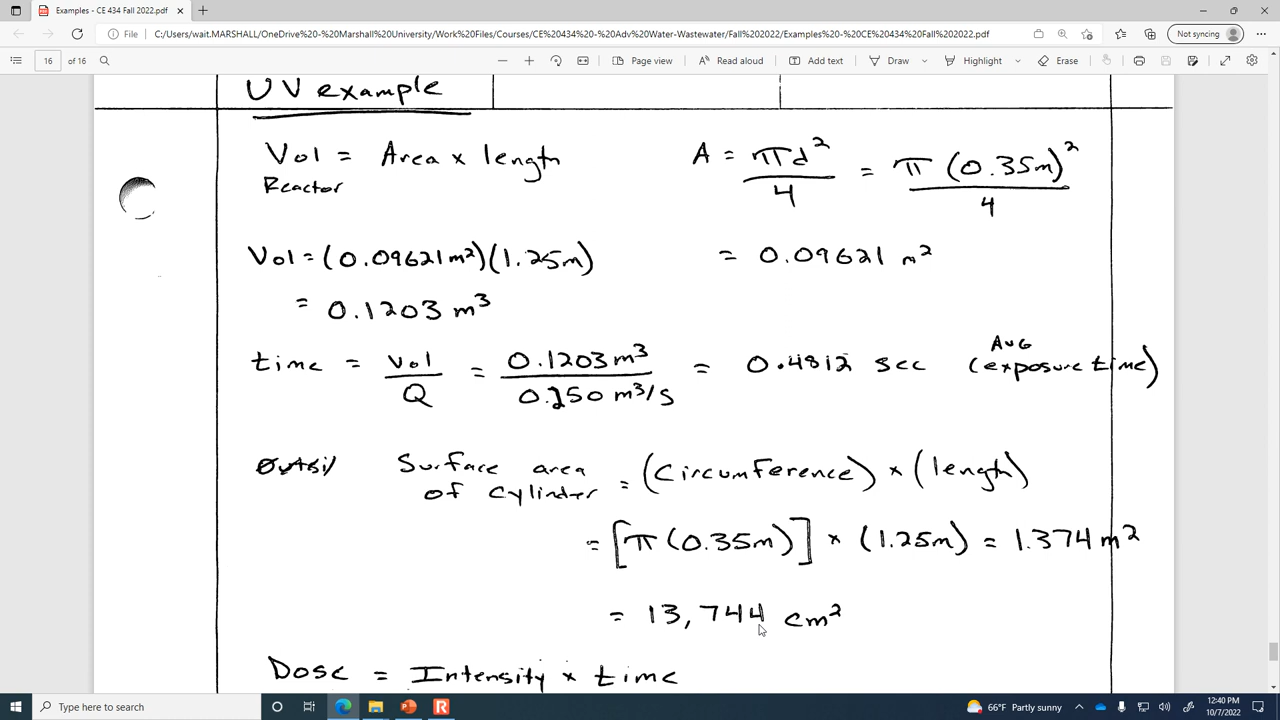 Examples - CE 434 Fall 2022.pdf
File C:/Users/wait.MARSHALL/OneDrive%20-%20Marshall%20University/Work%20Files/Courses/CE%20434%20-%20Adv%20Water-Wastewater/Fall%202022/Examples%20-%20CE%20434%20Fall%202022.pdf Not syncing
16 of 16 Page view Read aloud Add text Draw Highlight Erase
UV example
Vol = Area x length A = πd² = π (0.35m)²
Reactor 4 4
Vol = (0.09621 m²)(1.25m) = 0.09621 m²
= 0.1203 m³
time = Vol = 0.1203 m³ = 0.4812 sec (exposure time) AVG
Q 0.250 m³/s
Surface area = (Circumference) x (length)
of cylinder
= [π (0.35m)] x (1.25m) = 1.374 m²
= 13,744 cm²
Dose = Intensity x time
Type here to search 66°F Partly sunny 12:40 PM
10/7/2022